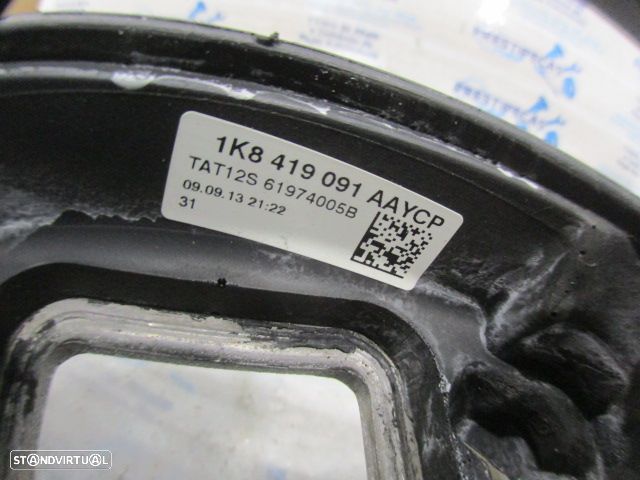 1K8 419 091 AAYCP
TAT12S 61974005B
09.09.13 21:22
31
STANDVIRTUAL